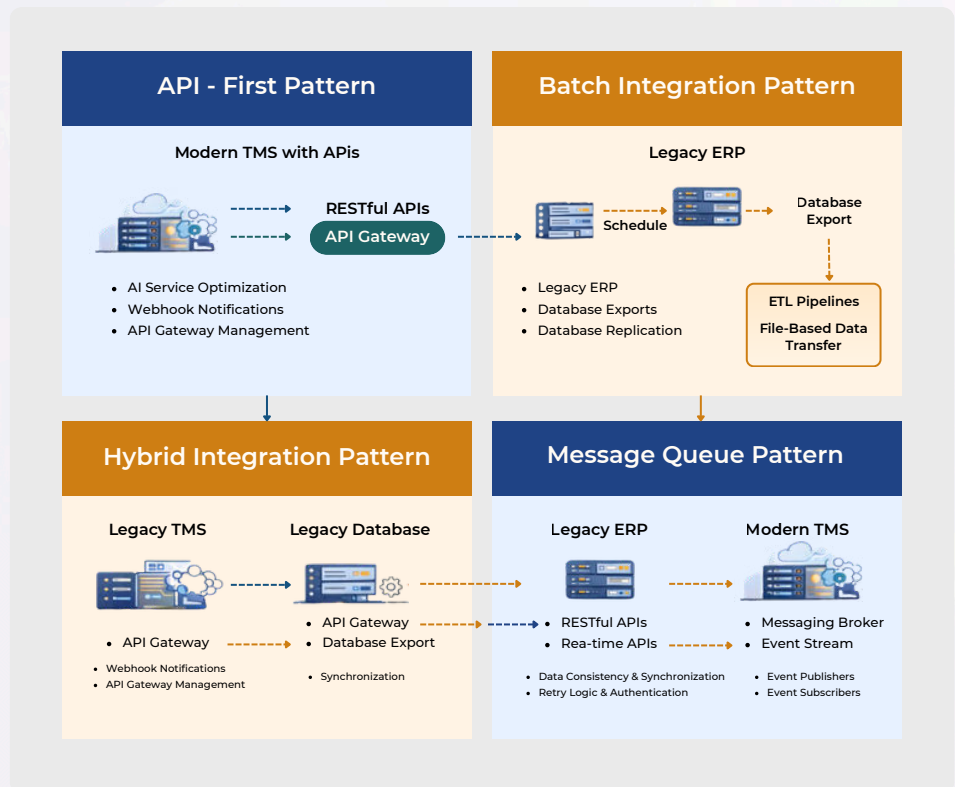 API - First Pattern
Modern TMS with APis
RESTful APIs
API Gateway
AI Service Optimization
Webhook Notifications
API Gateway Management
Batch Integration Pattern
Legacy ERP
Schedule
Database
Export
Legacy ERP
Database Exports
Database Replication
ETL Pipelines
File-Based Data
Transfer
Hybrid Integration Pattern
Legacy TMS
Legacy Database
API Gateway
Webhook Notifications
API Gateway Management
API Gateway
Database Export
Synchronization
Message Queue Pattern
Legacy ERP
Modern TMS
RESTful APIs
Rea-time APIs
Data Consistency & Synchronization
Retry Logic & Authentication
Messaging Broker
Event Stream
Event Publishers
Event Subscribers